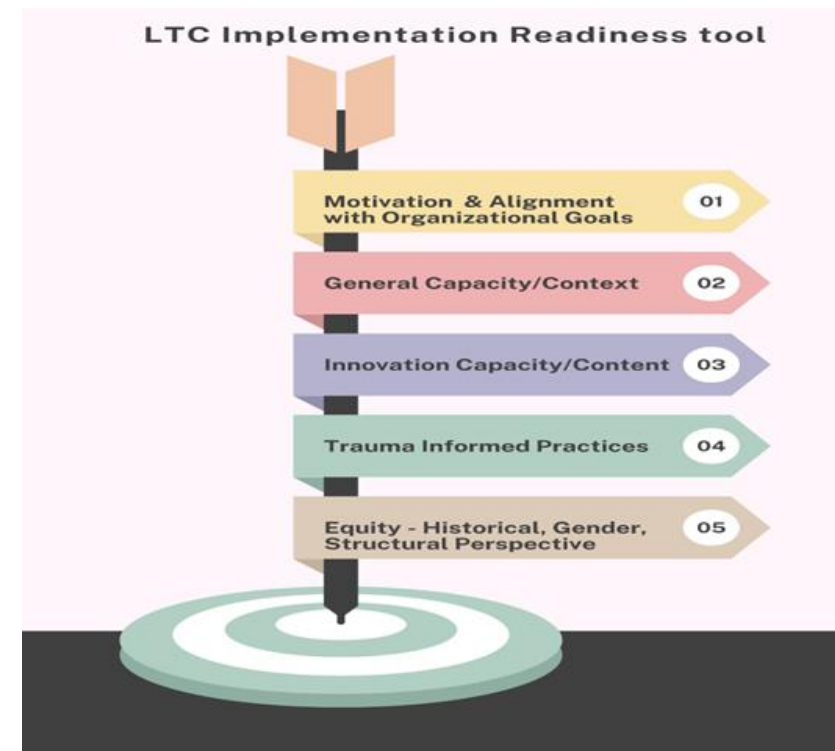 LTC Implementation Readiness tool
Motivation & Alignment
with Organizational Goals
01
General Capacity/Context
02
Innovation Capacity/Content
03
Trauma Informed Practices
04
Equity - Historical, Gender,
Structural Perspective
05